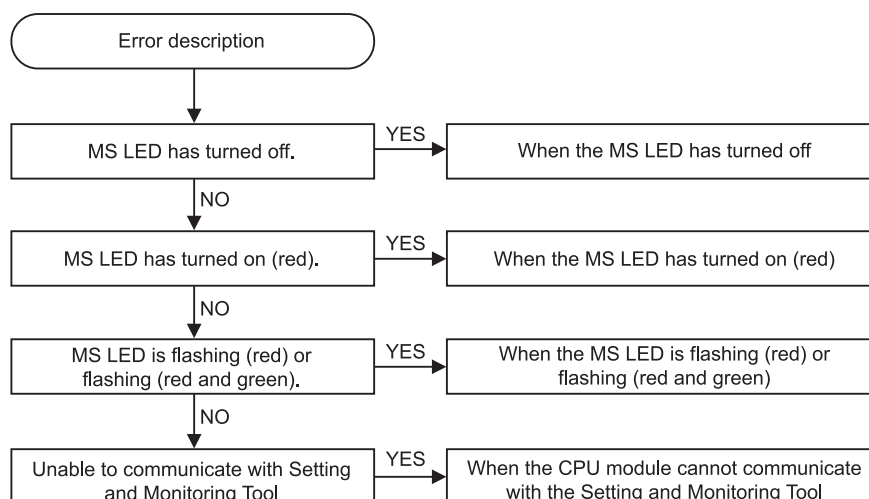 Error description
MS LED has turned off.
YES
When the MS LED has turned off
NO
MS LED has turned on (red).
YES
When the MS LED has turned on (red)
NO
MS LED is flashing (red) or
flashing (red and green).
YES
When the MS LED is flashing (red) or
flashing (red and green)
NO
Unable to communicate with Setting
and Monitoring Tool
YES
When the CPU module cannot communicate
with the Setting and Monitoring Tool